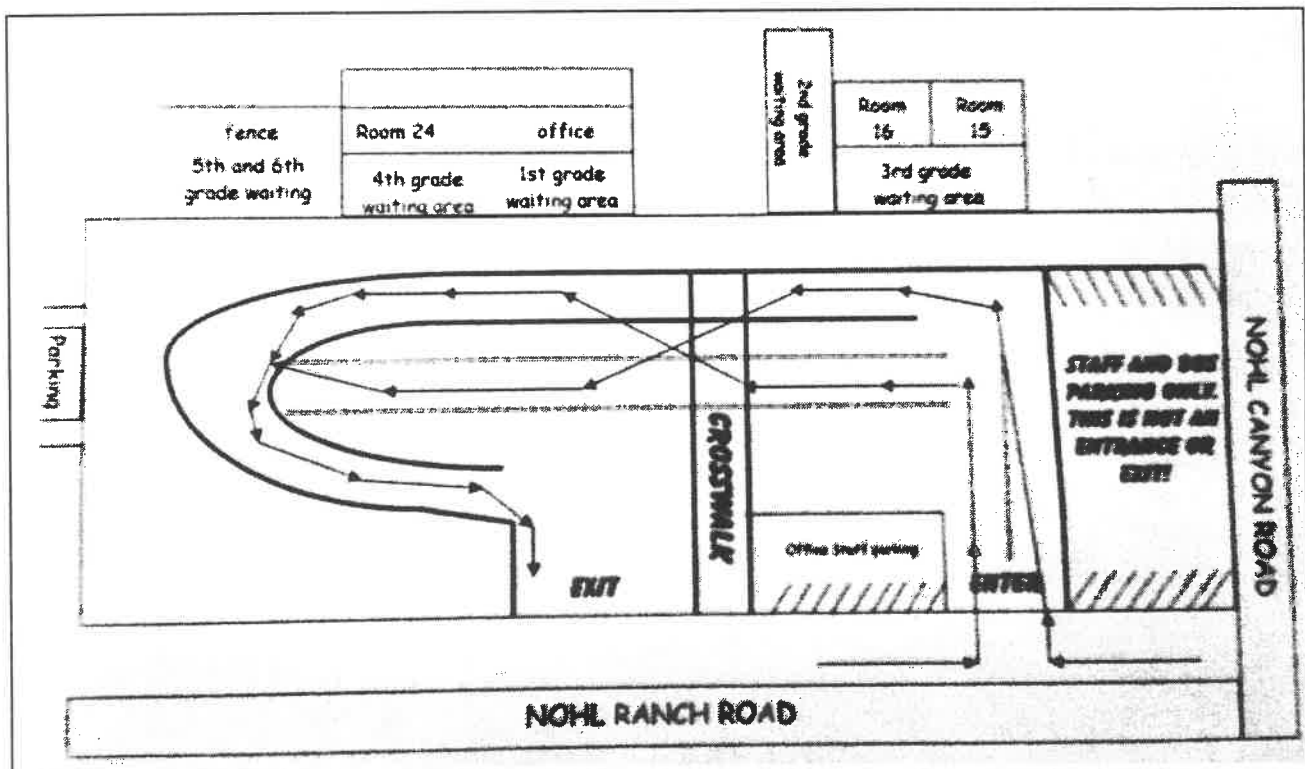 2nd grade
waiting area
Room
16
Room
15
fence
Room 24
office
5th and 6th
grade waiting
4th grade
waiting area
1st grade
waiting area
3rd grade
waiting area
Parking
STAFF AND BUS
PARKING ONLY.
THIS IS NOT AN
ENTRANCE OR
EXIT!
NOHL CANYON ROAD
CROSSWALK
Office Staff parking
EXIT
ENTER
NOHL RANCH ROAD